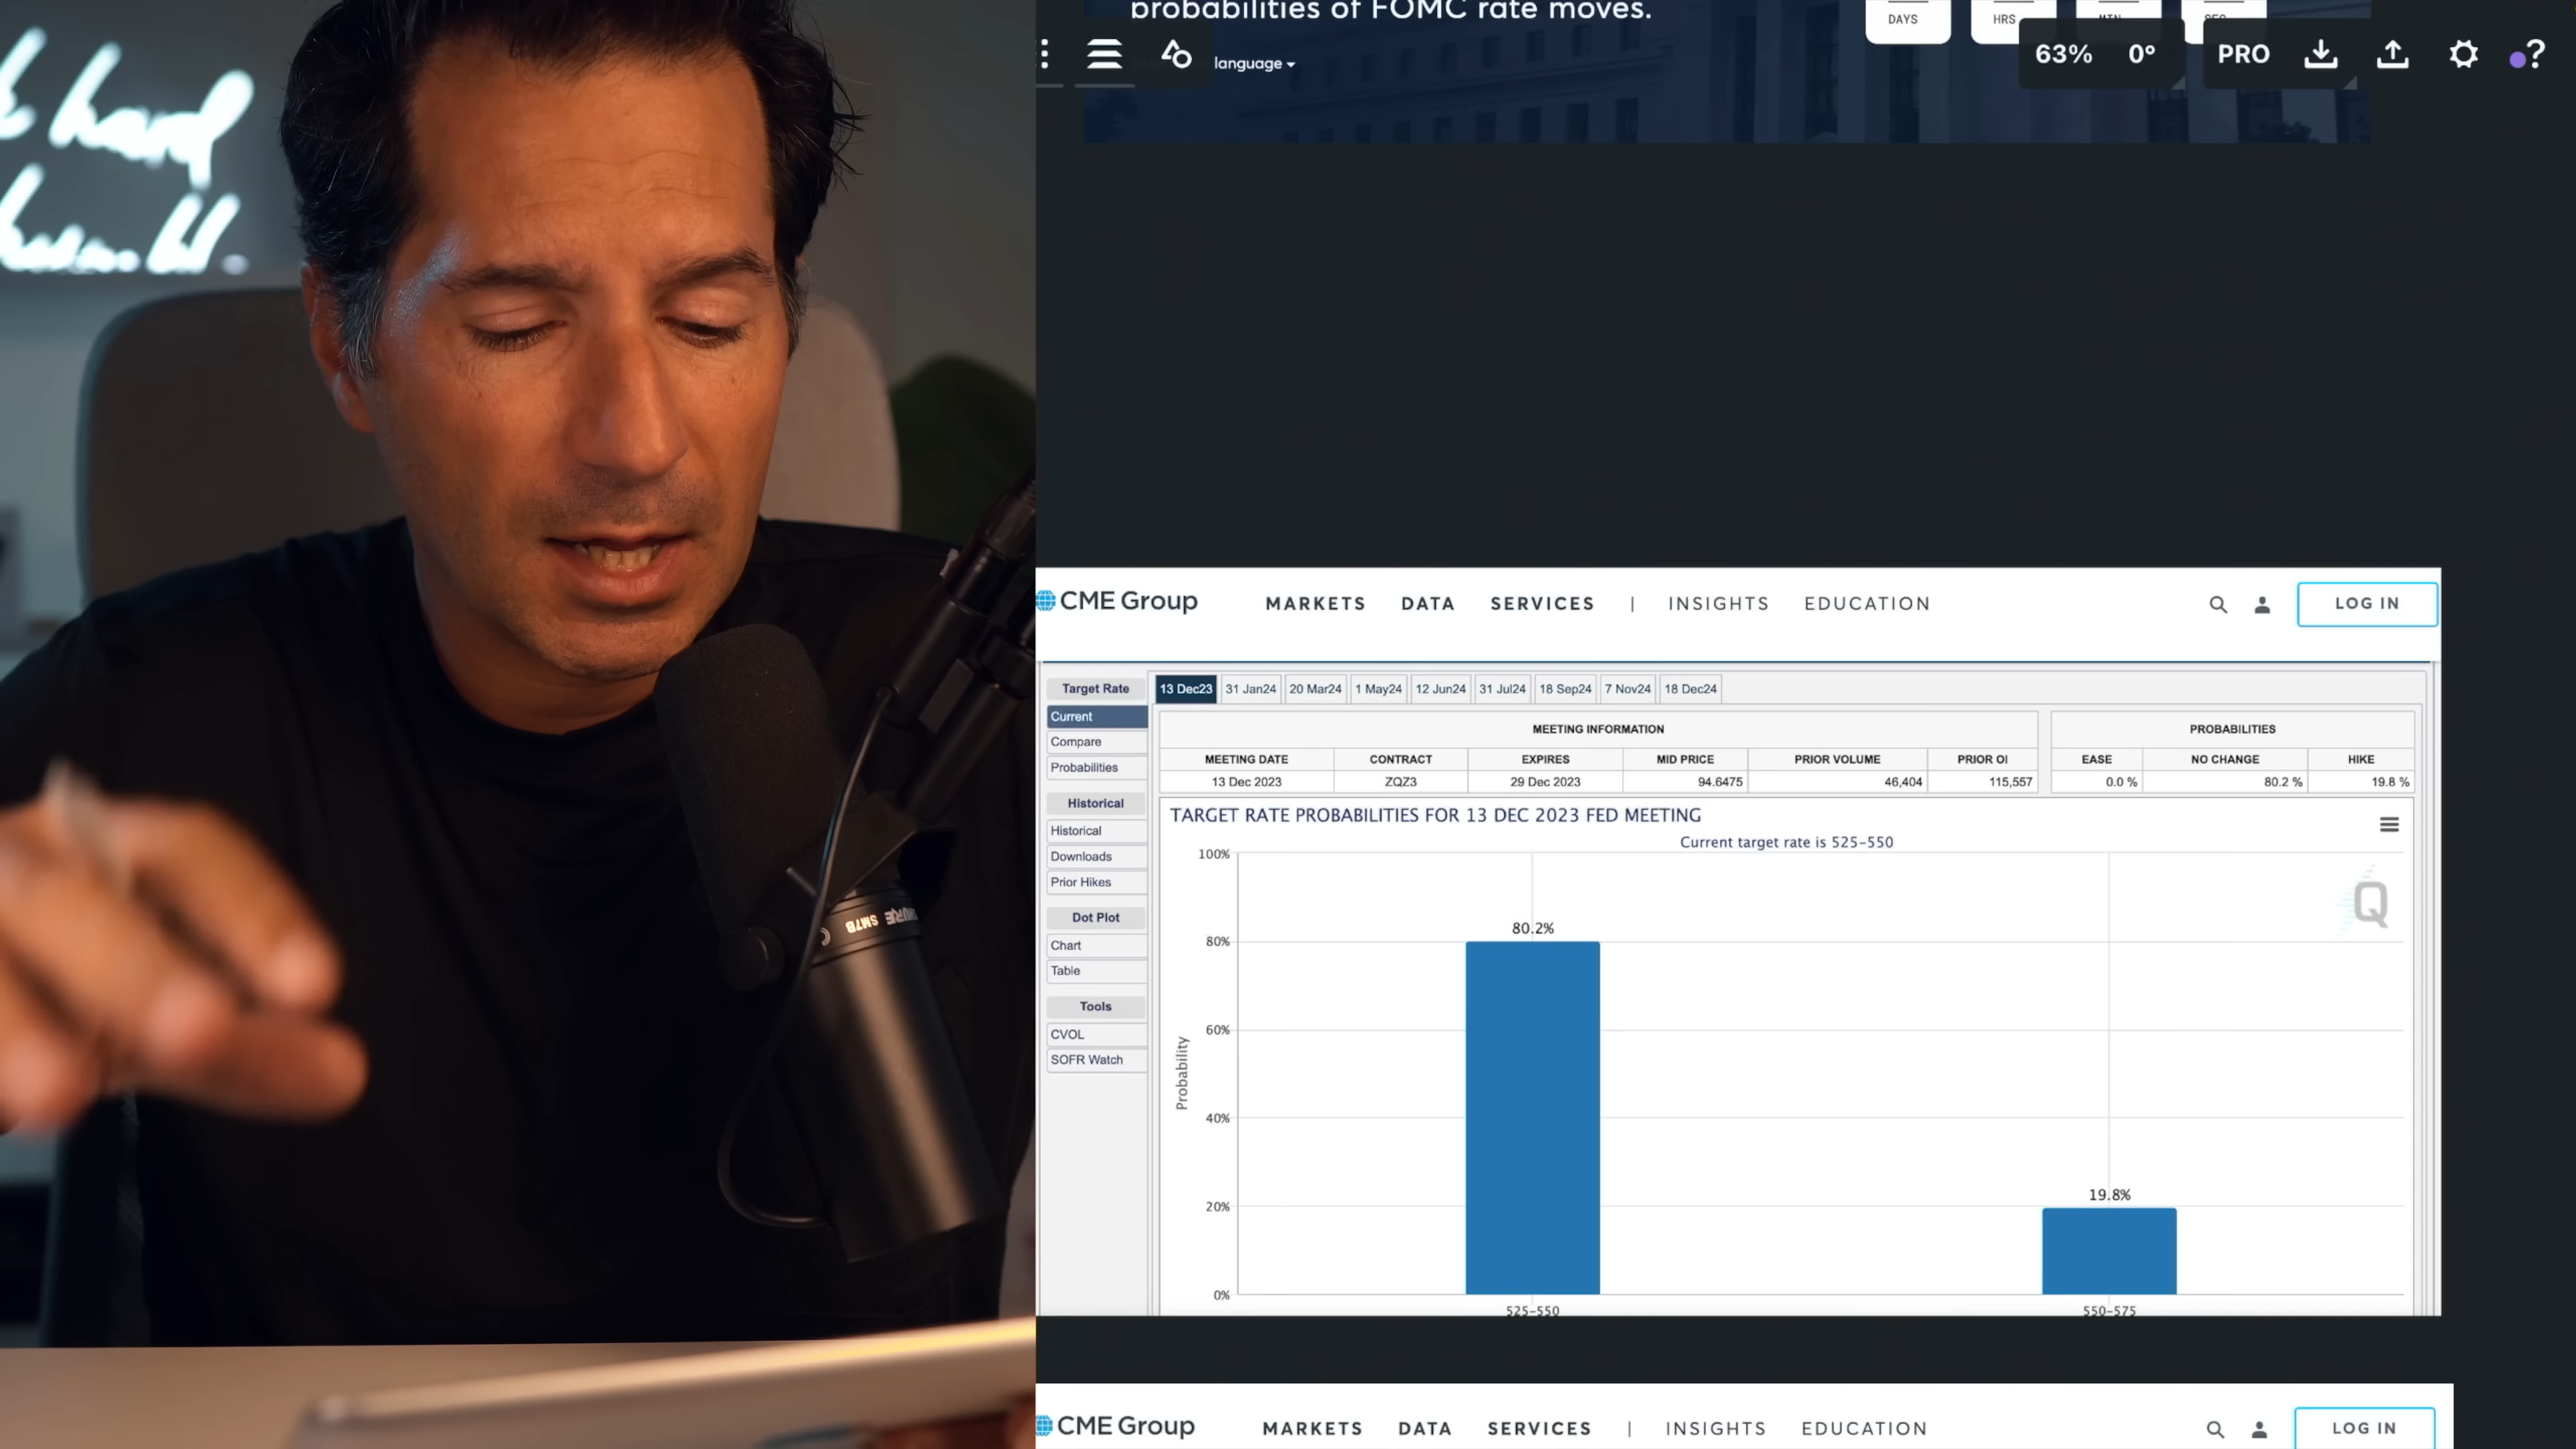 probabilities of FOMC rate moves.
DAYS HRS MIN SEC
language
63% 0° PRO ?
hard
CME Group MARKETS DATA SERVICES | INSIGHTS EDUCATION LOG IN
Target Rate
Current
Compare
Probabilities
Historical
Historical
Downloads
Prior Hikes
Dot Plot
Chart
Table
Tools
CVOL
SOFR Watch
13 Dec23 31 Jan24 20 Mar24 1 May24 12 Jun24 31 Jul24 18 Sep24 7 Nov24 18 Dec24
MEETING INFORMATION PROBABILITIES
MEETING DATE CONTRACT EXPIRES MID PRICE PRIOR VOLUME PRIOR OI EASE NO CHANGE HIKE
13 Dec 2023 ZQZ3 29 Dec 2023 94.6475 46,404 115,557 0.0 % 80.2 % 19.8 %
TARGET RATE PROBABILITIES FOR 13 DEC 2023 FED MEETING
Current target rate is 525-550
Q
Probability
100%
80%
60%
40%
20%
0%
80.2%
19.8%
525-550 550-575
SHURE SM7B
CME Group MARKETS DATA SERVICES | INSIGHTS EDUCATION LOG IN